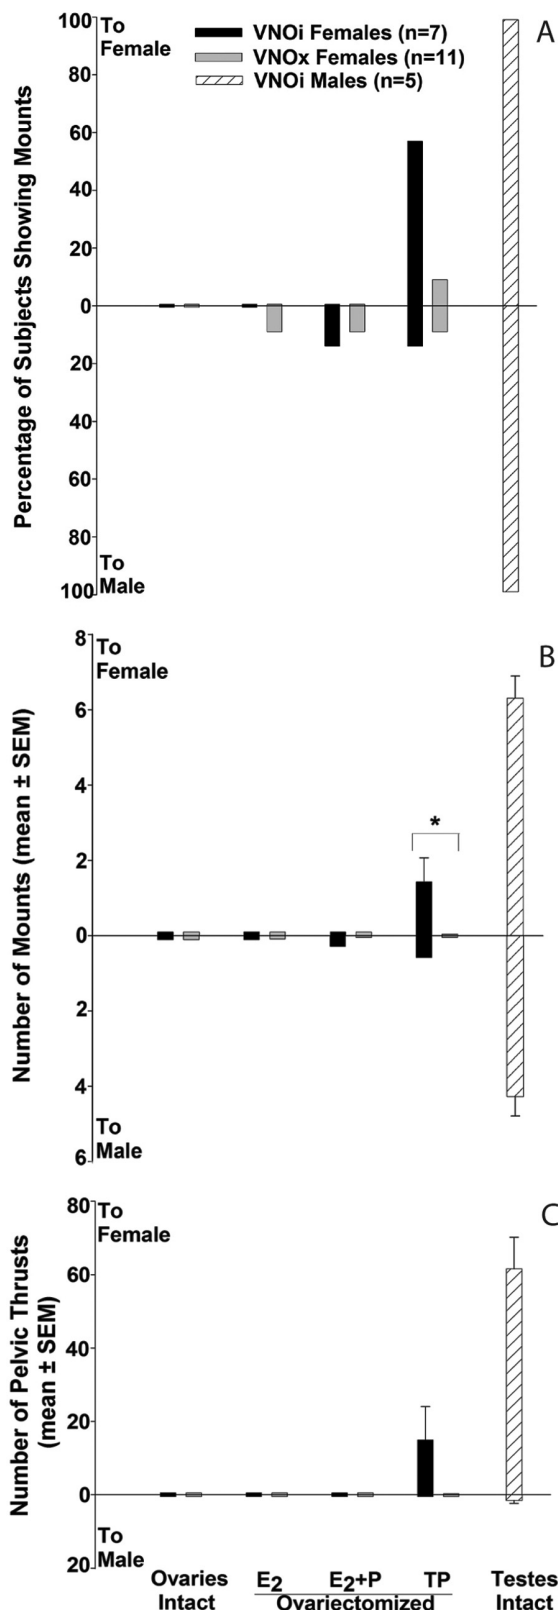 A
To
Female
VNOi Females (n=7)
VNOx Females (n=11)
VNOi Males (n=5)
Percentage of Subjects Showing Mounts
100
80
60
40
20
0
20
40
60
80
100
To
Male
B
To
Female
Number of Mounts (mean ± SEM)
8
6
4
2
0
2
4
6
*
To
Male
C
To
Female
Number of Pelvic Thrusts
(mean ± SEM)
80
60
40
20
0
20
To
Male
Ovaries
Intact
E2
E2+P
TP
Ovariectomized
Testes
Intact